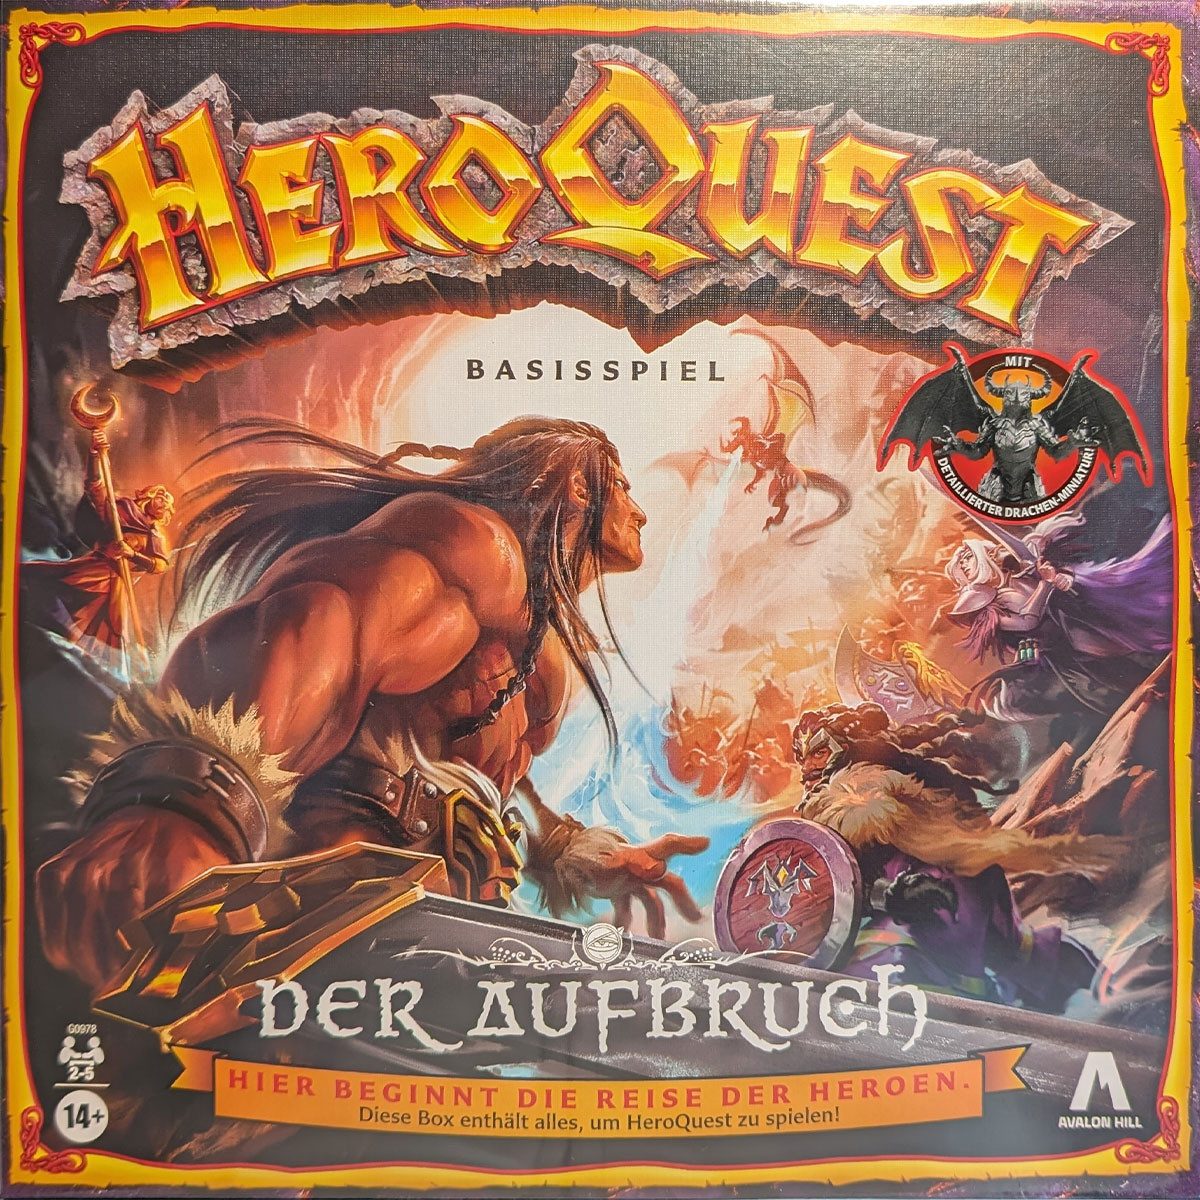 HEROQUEST
BASISSPIEL
MIT
DETAILLIERTER DRACHEN-MINIATUR!
DER AUFBRUCH
HIER BEGINNT DIE REISE DER HEROEN.
Diese Box enthält alles, um HeroQuest zu spielen!
G0978
2-5
14+
AVALON HILL